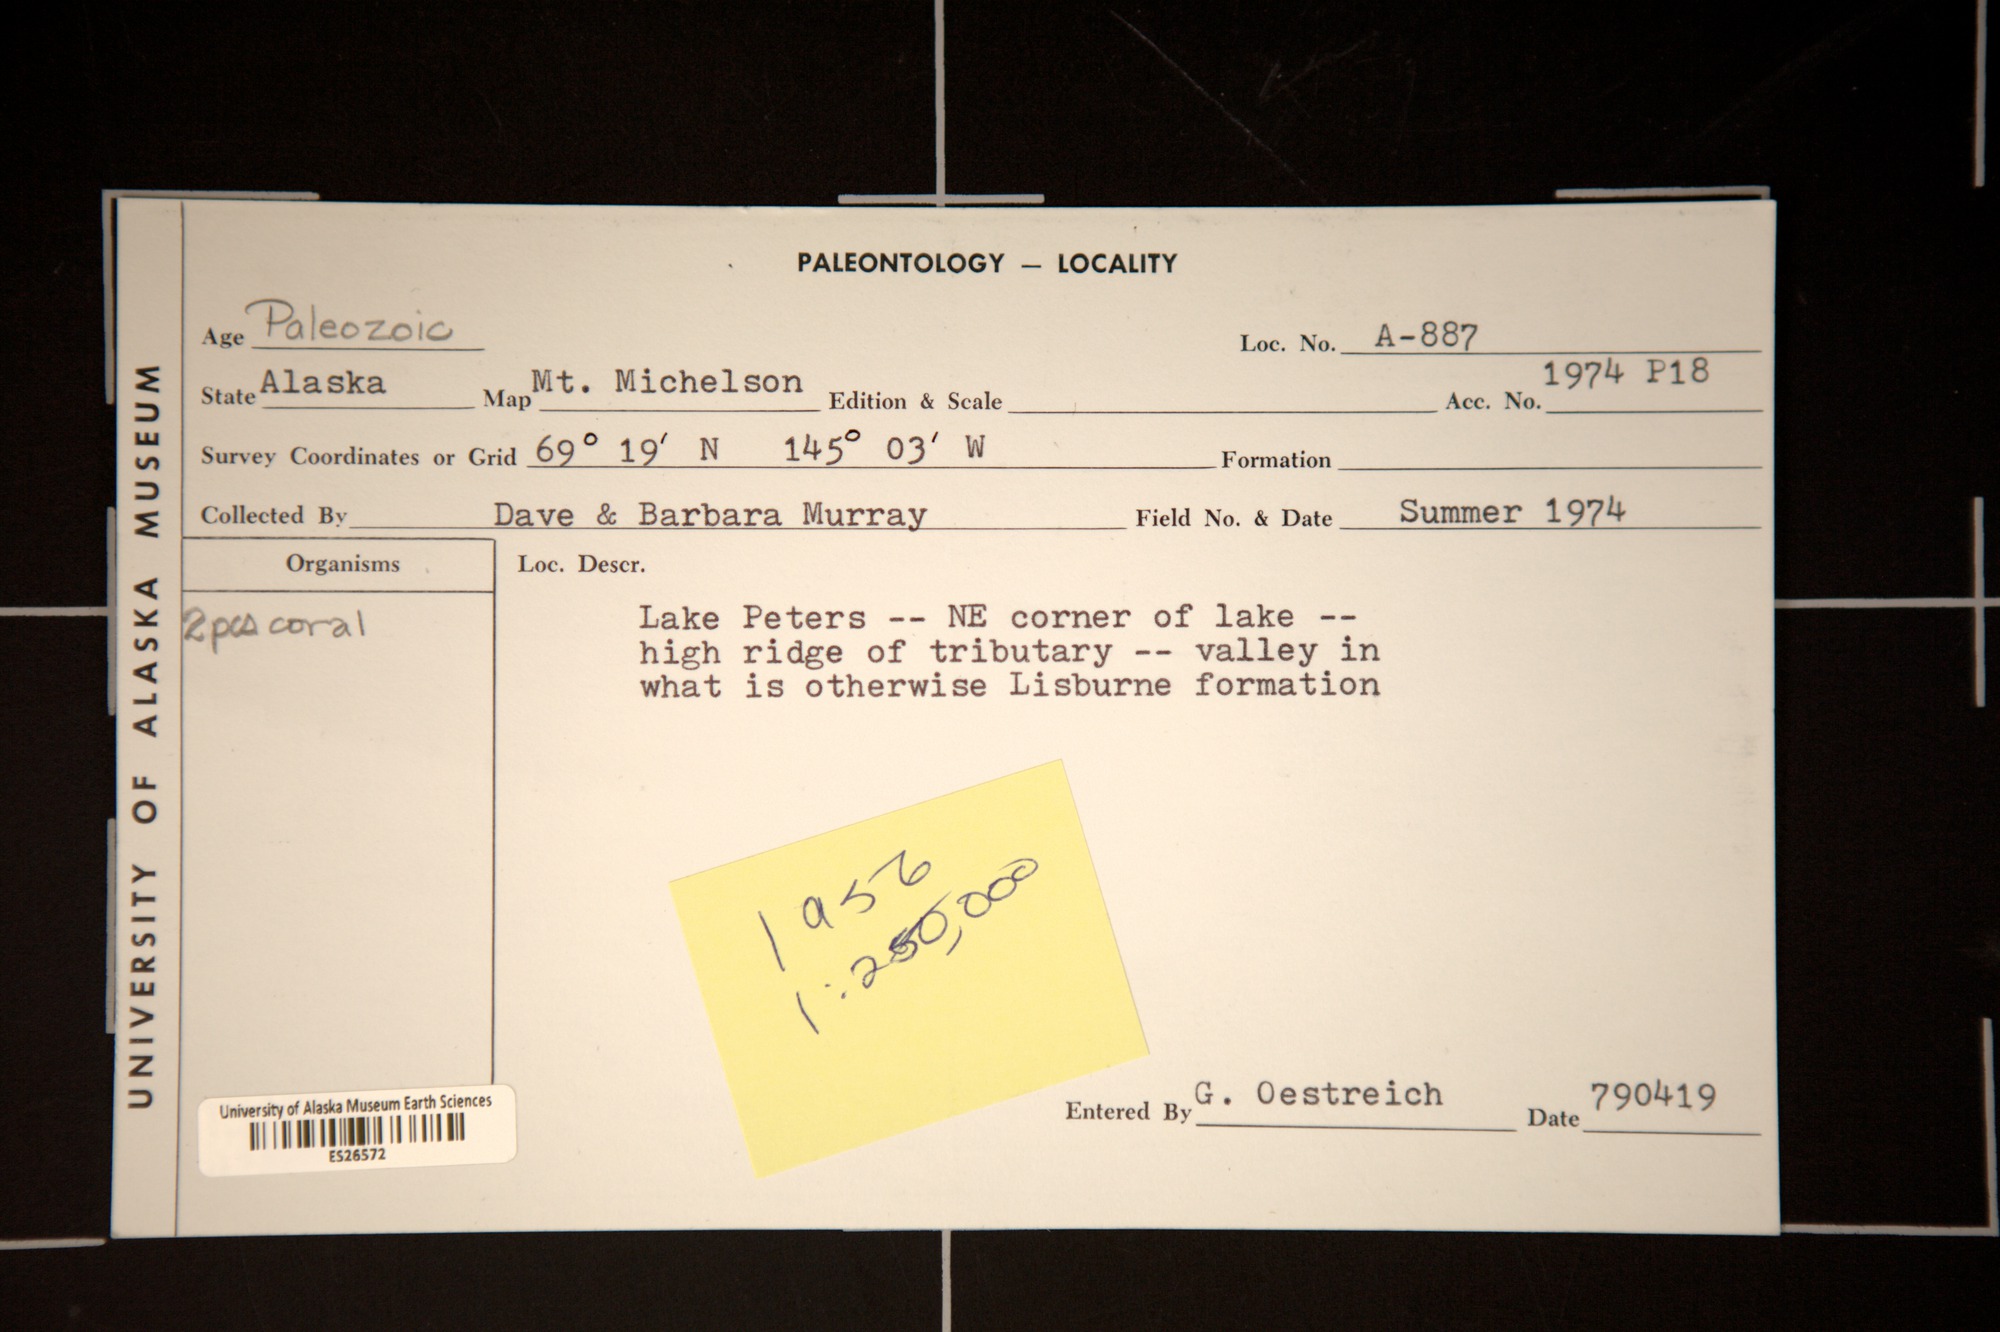 PALEONTOLOGY — LOCALITY
Age Paleozoic
Loc. No. A-887
State Alaska Map Mt. Michelson Edition & Scale Acc. No. 1974 P18
Survey Coordinates or Grid 69° 19' N 145° 03' W Formation
Collected By Dave & Barbara Murray Field No. & Date Summer 1974
Organisms
Loc. Descr.
2 pcs coral
Lake Peters -- NE corner of lake --
high ridge of tributary -- valley in
what is otherwise Lisburne formation
1956
1:250,000
Entered By G. Oestreich Date 790419
University of Alaska Museum Earth Sciences
ES26572
UNIVERSITY OF ALASKA MUSEUM